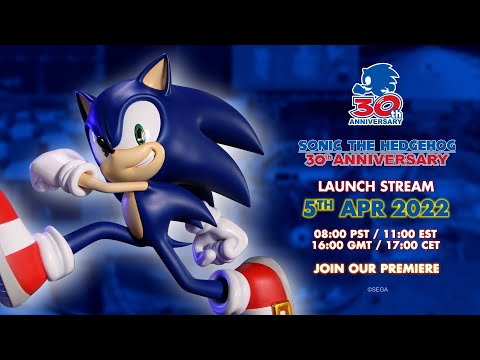 30th
ANNIVERSARY
SONIC THE HEDGEHOG
30th ANNIVERSARY
LAUNCH STREAM
5TH APR 2022
08:00 PST / 11:00 EST
16:00 GMT / 17:00 CET
JOIN OUR PREMIERE
©SEGA